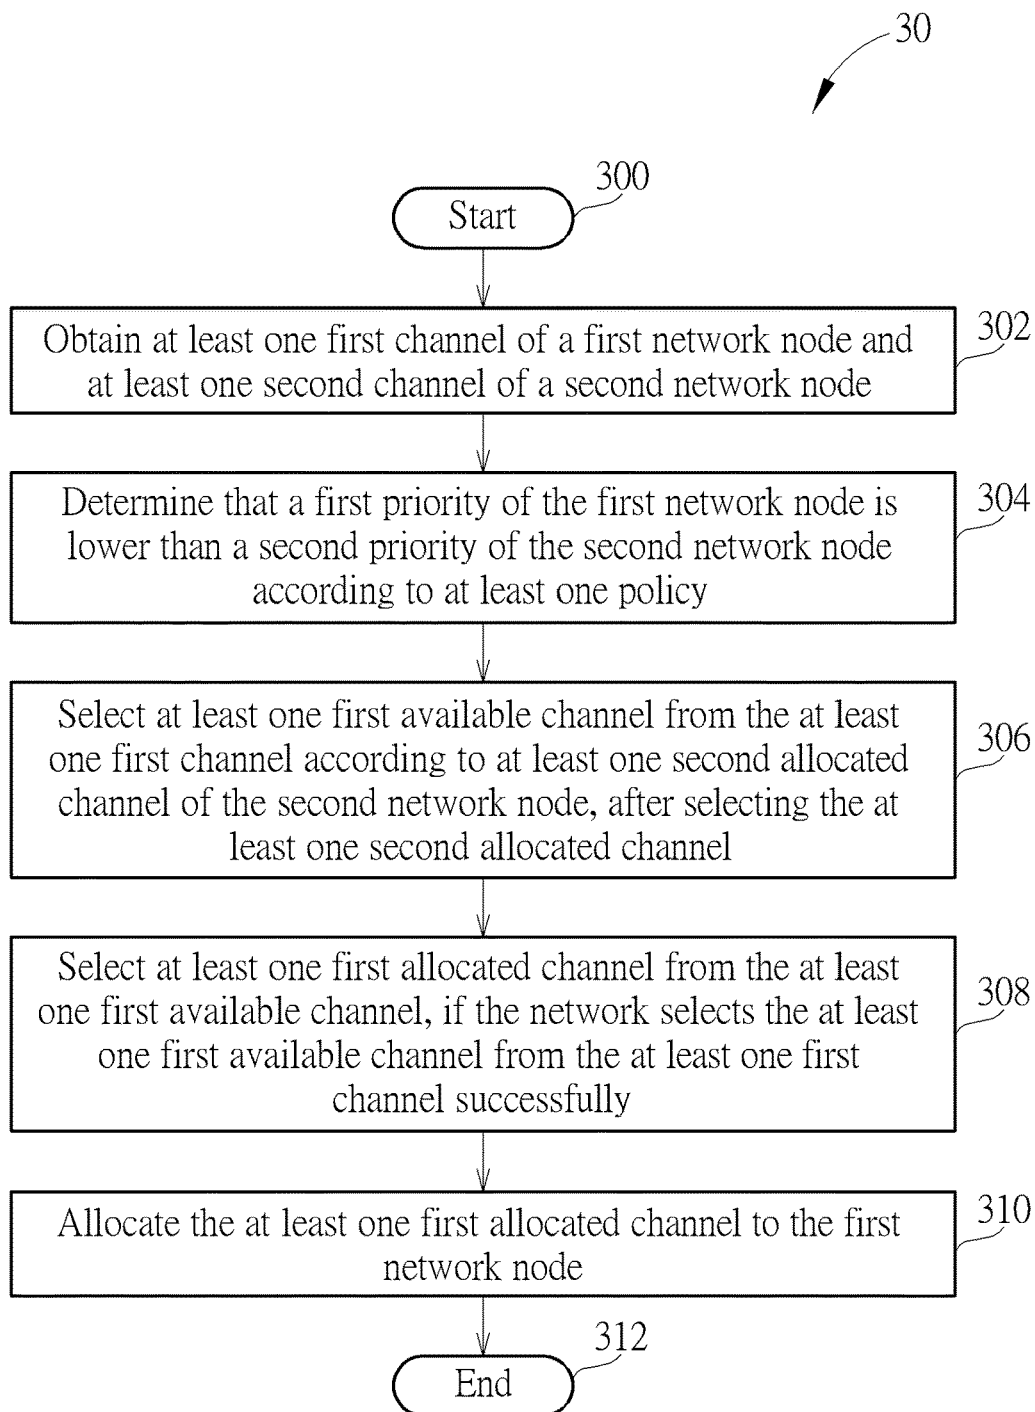 30
300
Start
302
Obtain at least one first channel of a first network node and
at least one second channel of a second network node
304
Determine that a first priority of the first network node is
lower than a second priority of the second network node
according to at least one policy
306
Select at least one first available channel from the at least
one first channel according to at least one second allocated
channel of the second network node, after selecting the at
least one second allocated channel
308
Select at least one first allocated channel from the at least
one first available channel, if the network selects the at least
one first available channel from the at least one first
channel successfully
310
Allocate the at least one first allocated channel to the first
network node
312
End